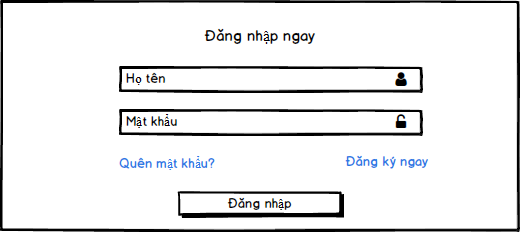 Đăng nhập ngay
Họ tên
Mật khẩu
Quên mật khẩu? Đăng ký ngay
Đăng nhập